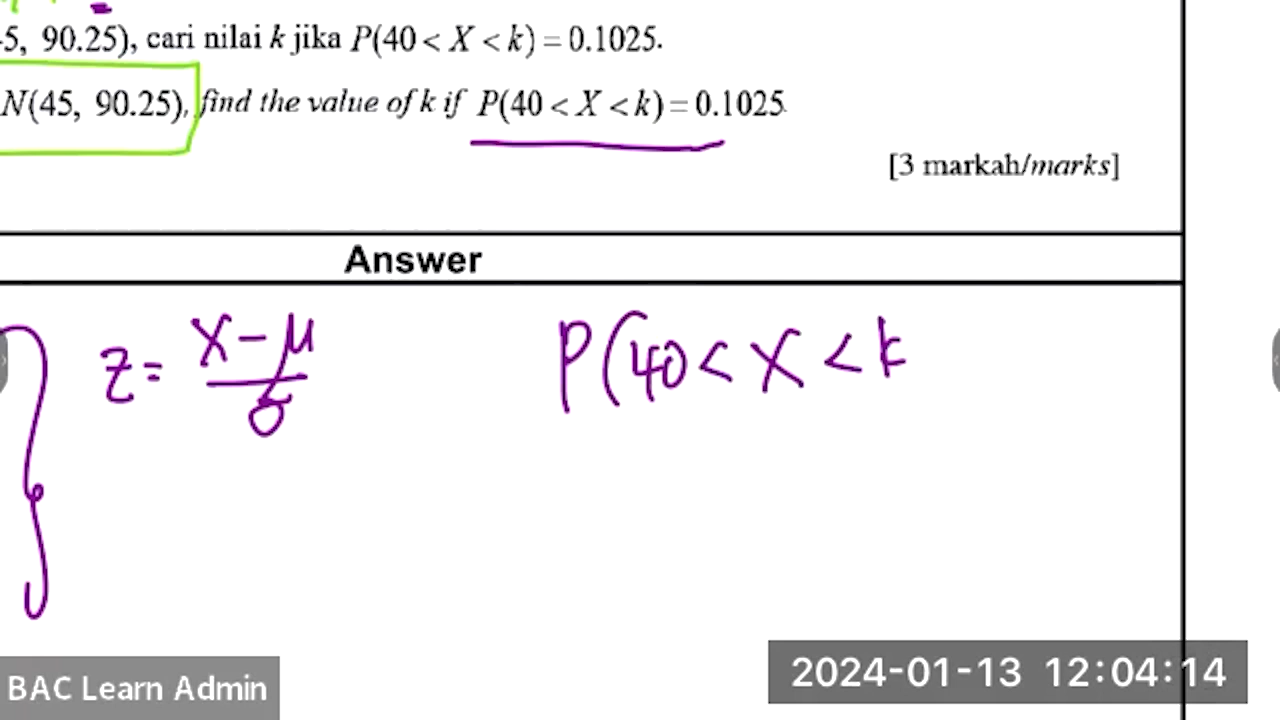 5, 90.25), cari nilai k jika P(40 < X < k) = 0.1025.
N(45, 90.25), find the value of k if P(40 < X < k) = 0.1025
[3 markah/marks]
Answer
z = (X - μ)/σ P(40 < X < k
BAC Learn Admin
2024-01-13 12:04:14